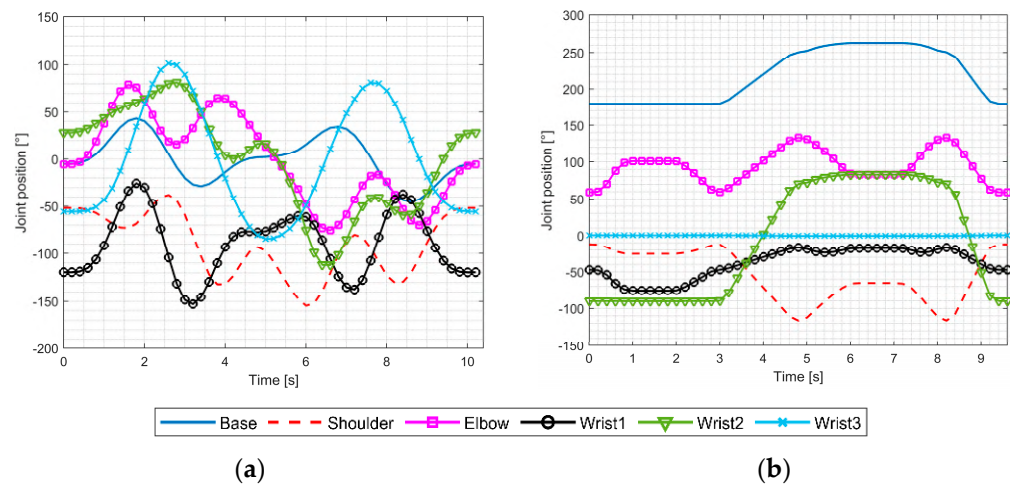 150
100
50
0
-50
-100
-150
-200
Joint position [°]
0 2 4 6 8 10
Time [s]
300
250
200
150
100
50
0
-50
-100
-150
Joint position [°]
0 1 2 3 4 5 6 7 8 9
Time [s]
Base Shoulder Elbow Wrist1 Wrist2 Wrist3
(a) (b)